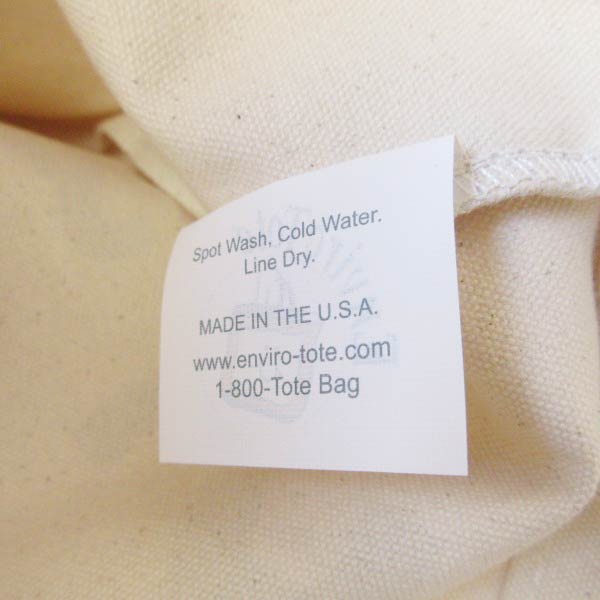 Spot Wash, Cold Water.
Line Dry.
MADE IN THE U.S.A.
www.enviro-tote.com
1-800-Tote Bag